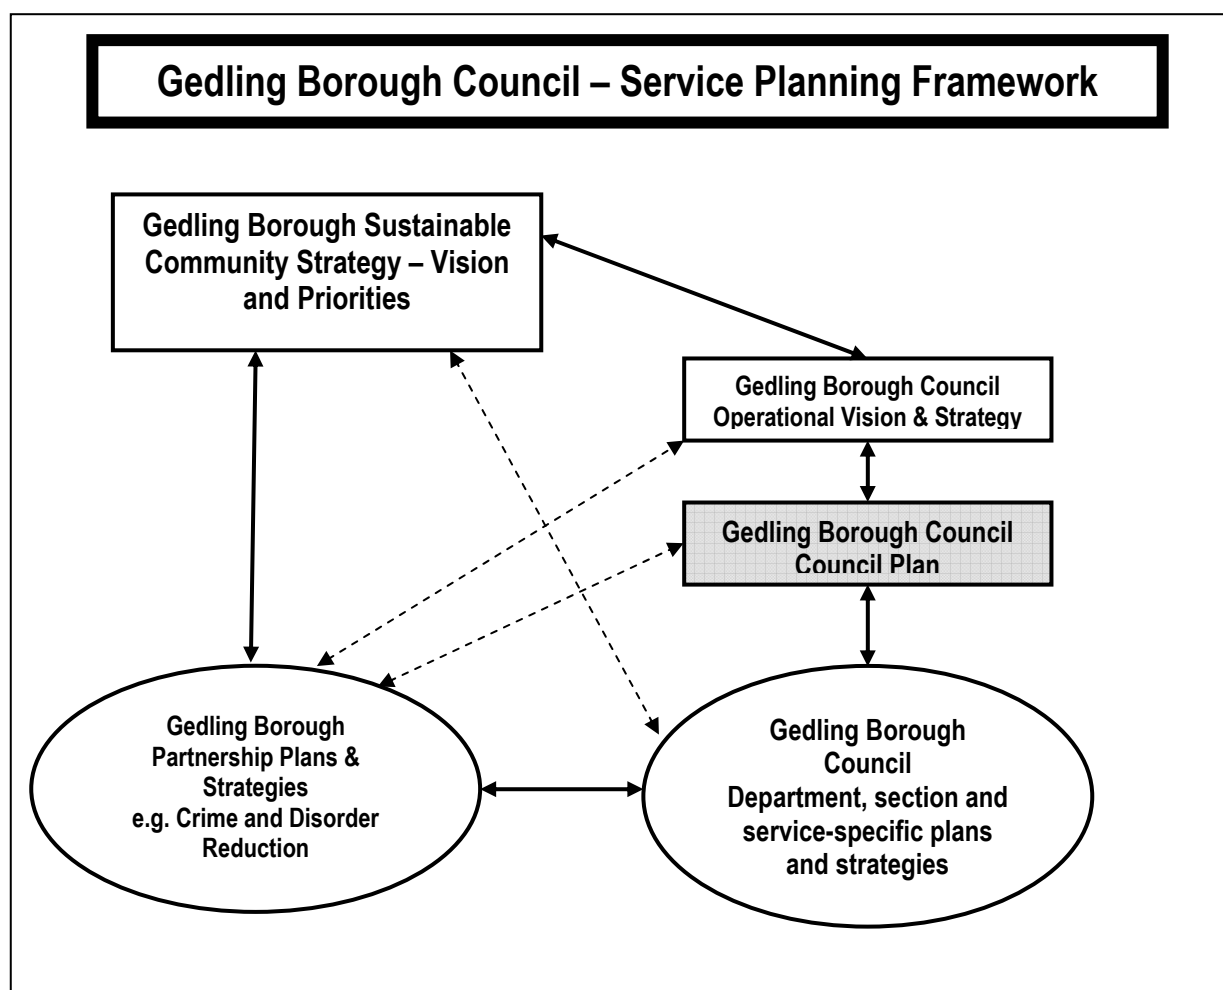 Gedling Borough Council – Service Planning Framework
Gedling Borough Sustainable
Community Strategy – Vision
and Priorities
Gedling Borough Council
Operational Vision & Strategy
Gedling Borough Council
Council Plan
Gedling Borough
Partnership Plans &
Strategies
e.g. Crime and Disorder
Reduction
Gedling Borough
Council
Department, section and
service-specific plans
and strategies